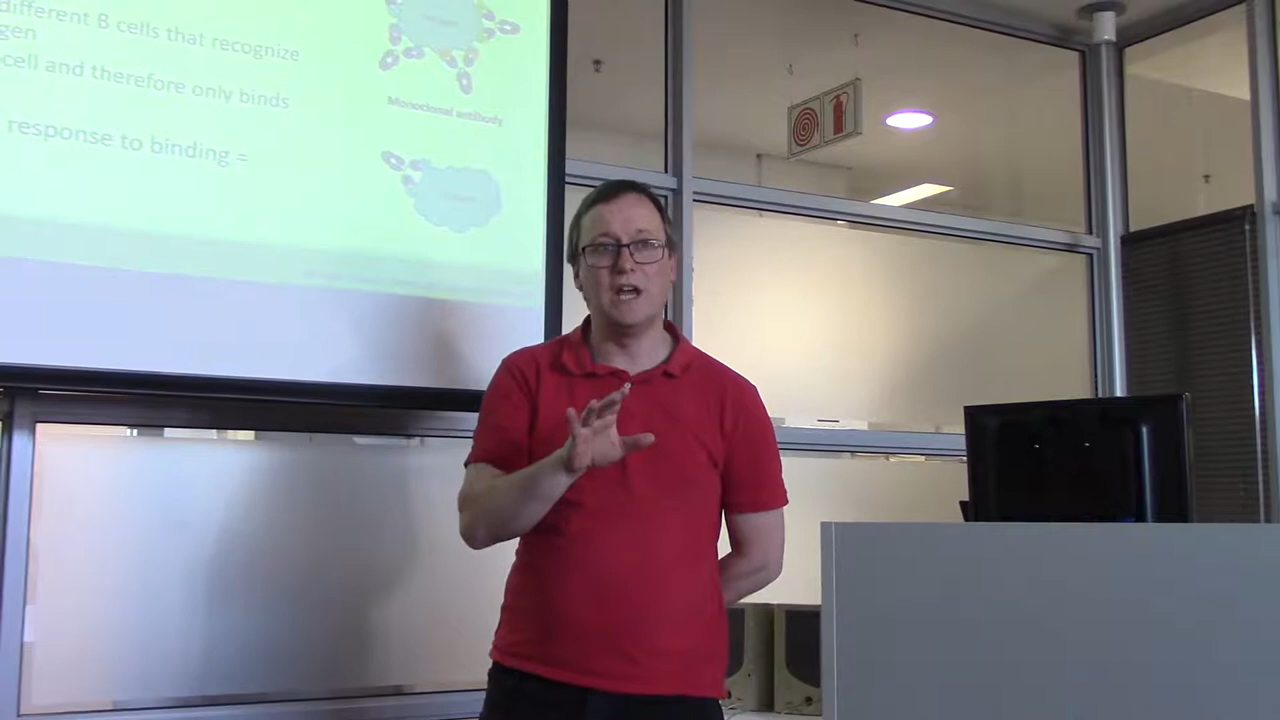 different B cells that recognize
gen
cell and therefore only binds
Monoclonal antibody
response to binding =